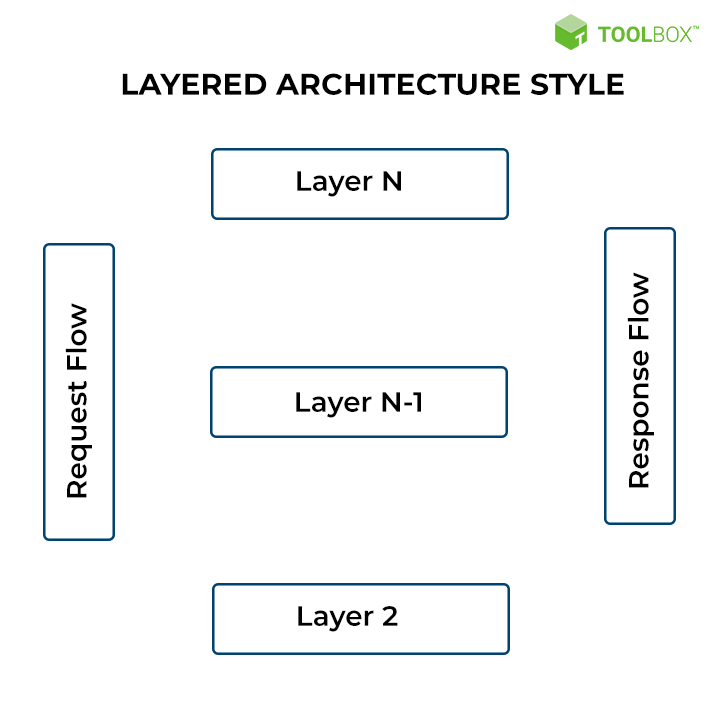 TOOLBOX™
LAYERED ARCHITECTURE STYLE
Layer N
Request Flow
Response Flow
Layer N-1
Layer 2